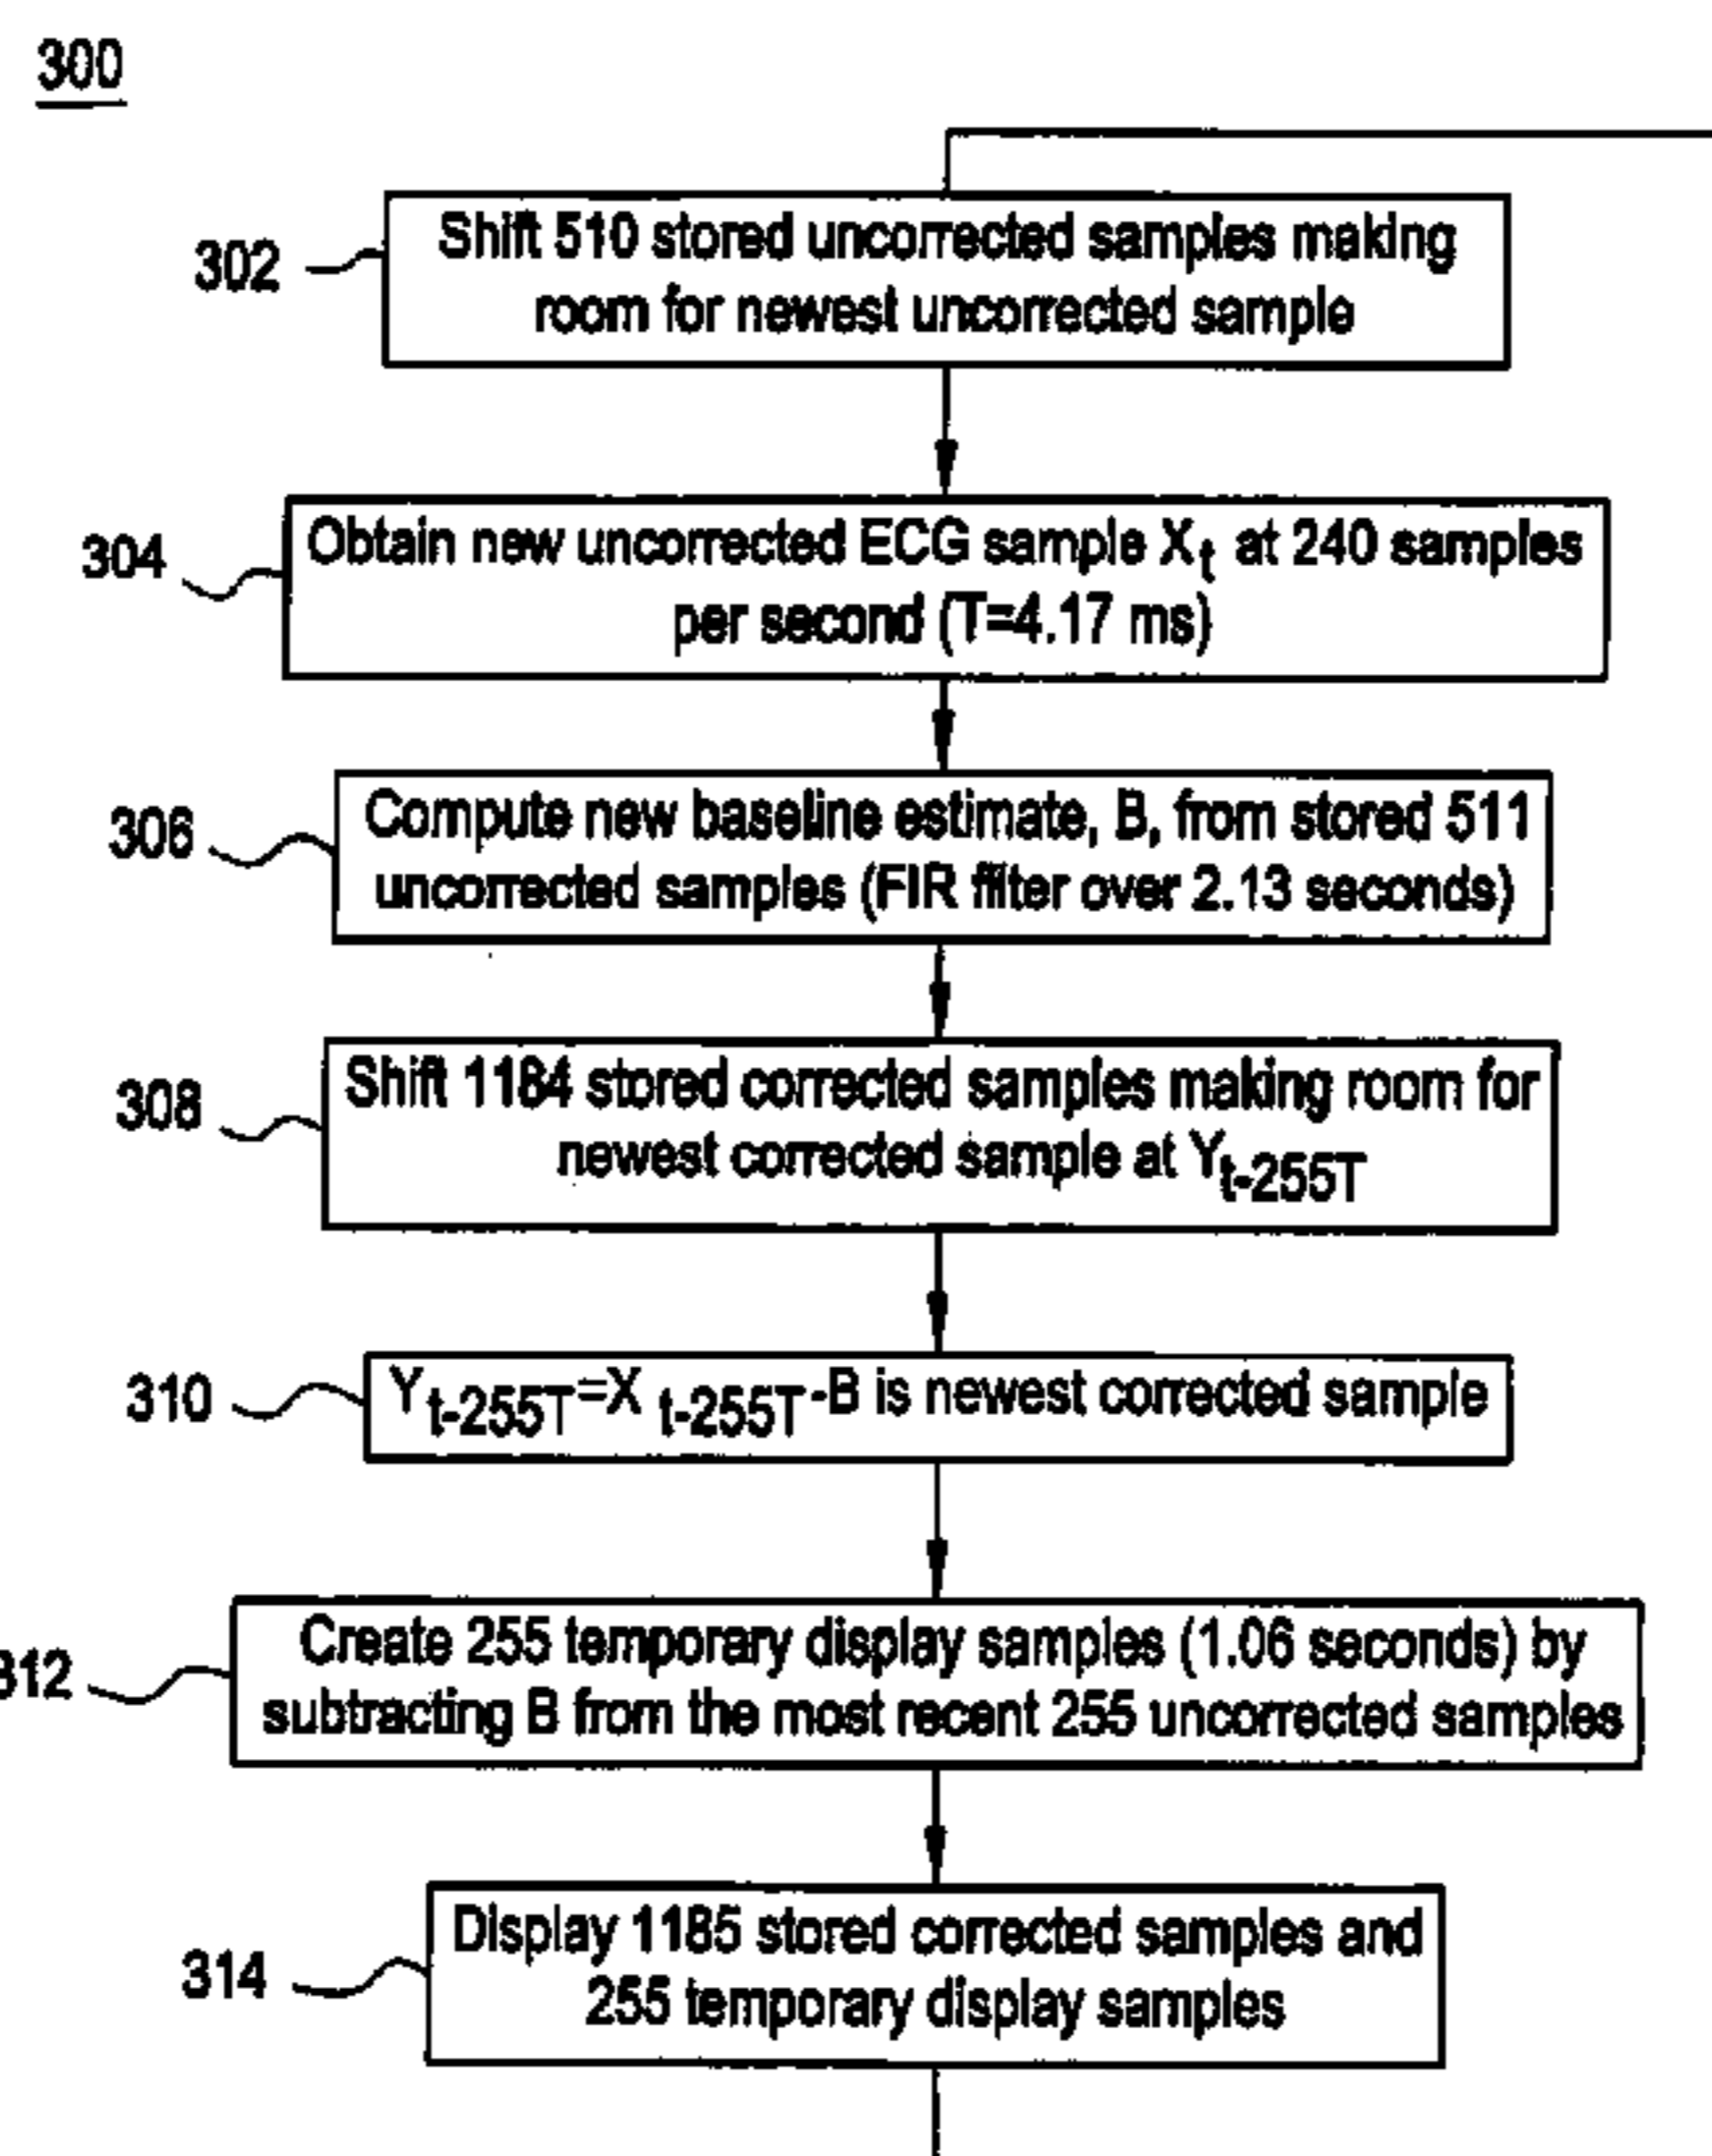 300
302
Shift 510 stored uncorrected samples making
room for newest uncorrected sample
304
Obtain new uncorrected ECG sample Xt at 240 samples
per second (T=4.17 ms)
306
Compute new baseline estimate, B, from stored 511
uncorrected samples (FIR filter over 2.13 seconds)
308
Shift 1184 stored corrected samples making room for
newest corrected sample at Yt-255T
310
Yt-255T=X t-255T-B is newest corrected sample
312
Create 255 temporary display samples (1.06 seconds) by
subtracting B from the most recent 255 uncorrected samples
314
Display 1185 stored corrected samples and
255 temporary display samples